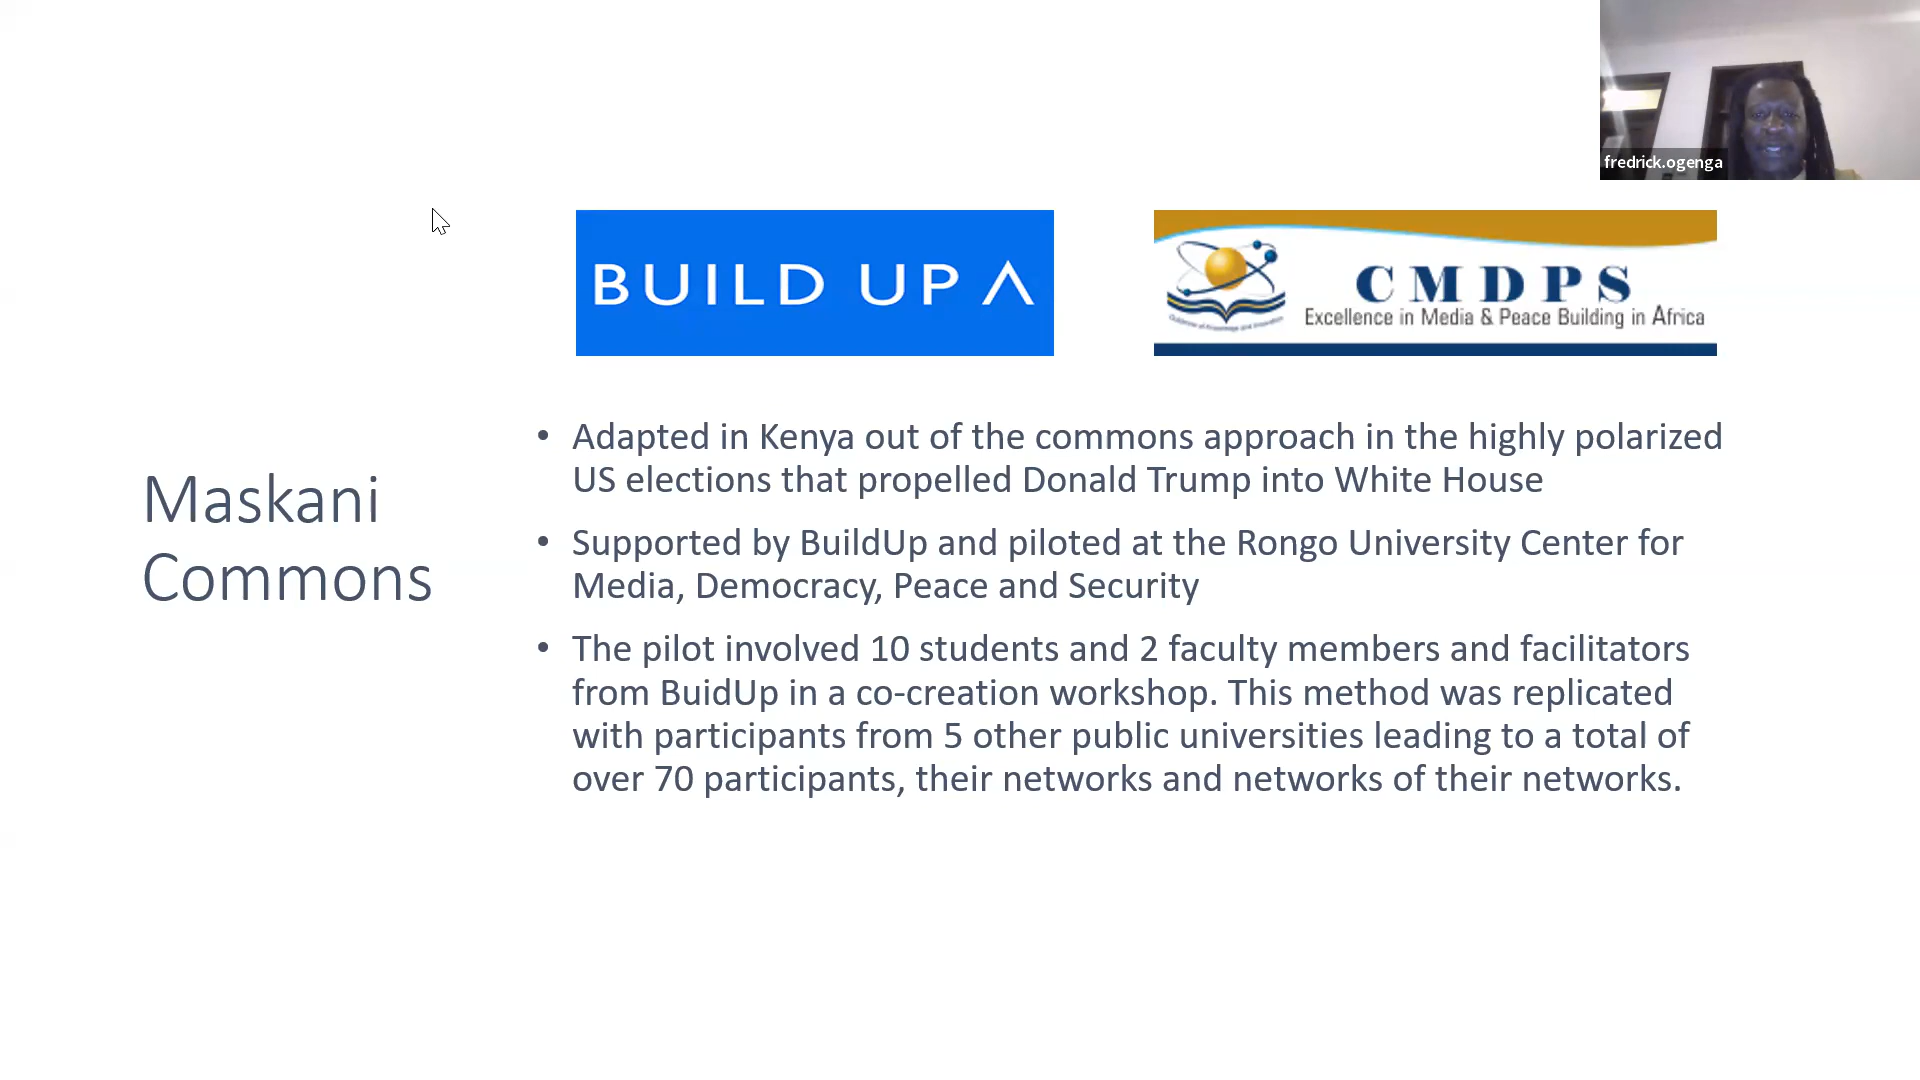 fredrick.ogenga
BUILD UP Λ
CMDPS
Excellence in Media & Peace Building in Africa
Maskani
Commons
• Adapted in Kenya out of the commons approach in the highly polarized
US elections that propelled Donald Trump into White House
• Supported by BuildUp and piloted at the Rongo University Center for
Media, Democracy, Peace and Security
• The pilot involved 10 students and 2 faculty members and facilitators
from BuidUp in a co-creation workshop. This method was replicated
with participants from 5 other public universities leading to a total of
over 70 participants, their networks and networks of their networks.